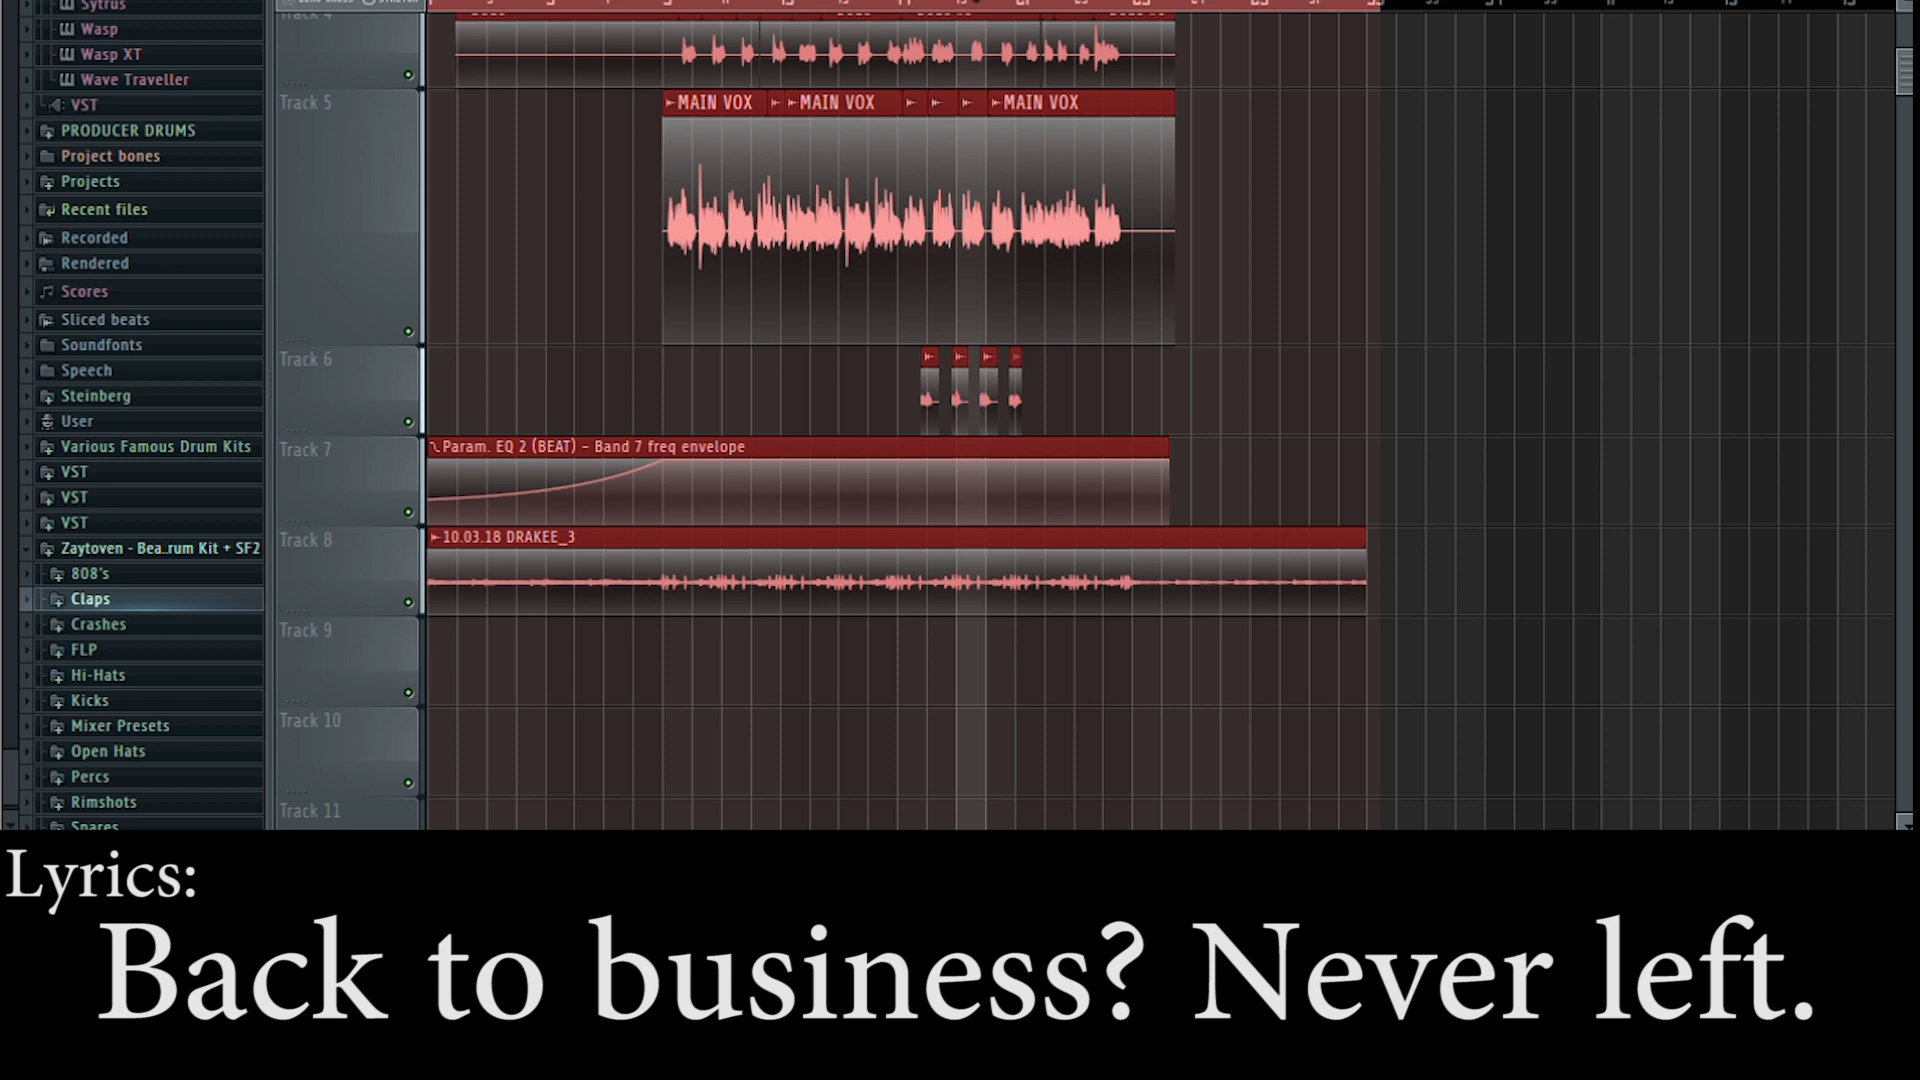 Sytrus
Wasp
Wasp XT
Wave Traveller
VST
PRODUCER DRUMS
Project bones
Projects
Recent files
Recorded
Rendered
Scores
Sliced beats
Soundfonts
Speech
Steinberg
User
Various Famous Drum Kits
VST
VST
VST
Zaytoven - Bea..rum Kit + SF2
808's
Claps
Crashes
FLP
Hi-Hats
Kicks
Mixer Presets
Open Hats
Percs
Rimshots
Snares
Track 4
Track 5
MAIN VOX MAIN VOX MAIN VOX
Track 6
Track 7
Param. EQ 2 (BEAT) - Band 7 freq envelope
Track 8
10.03.18 DRAKEE_3
Track 9
Track 10
Track 11
Lyrics:
Back to business? Never left.